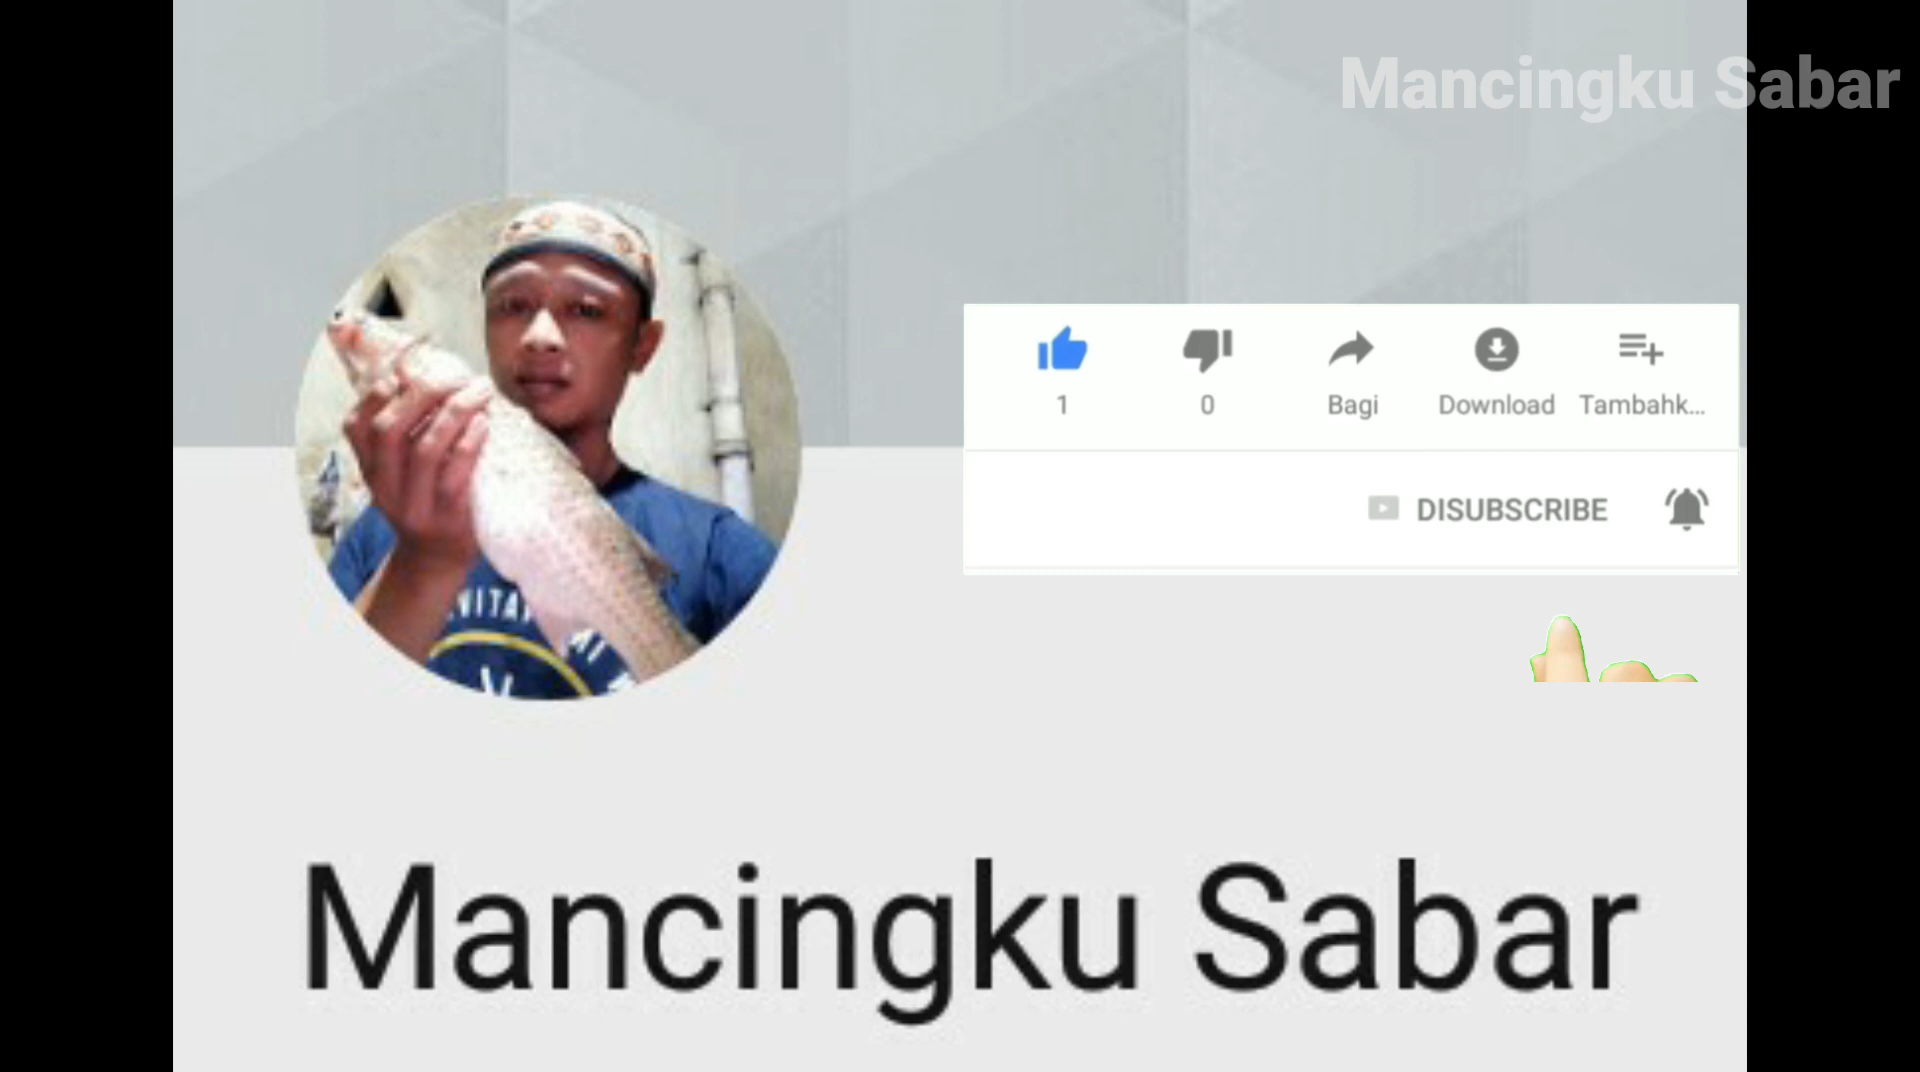 Mancingku Sabar
1
0
Bagi
Download
Tambahk...
DISUBSCRIBE
Mancingku Sabar